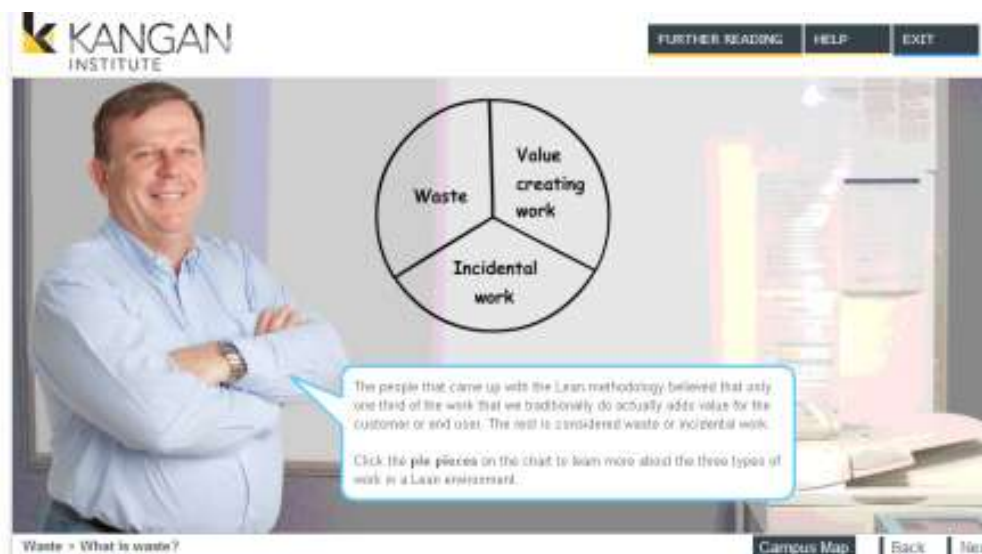 KANGAN
INSTITUTE
FURTHER READING HELP EXIT
Waste
Value
creating
work
Incidental
work
The people that came up with the Lean methodology believed that only
one third of the work that we traditionally do actually adds value for the
customer or end user. The rest is considered waste or incidental work.
Click the pie pieces on the chart to learn more about the three types of
work in a Lean environment.
Waste > What is waste?
Campus Map Back